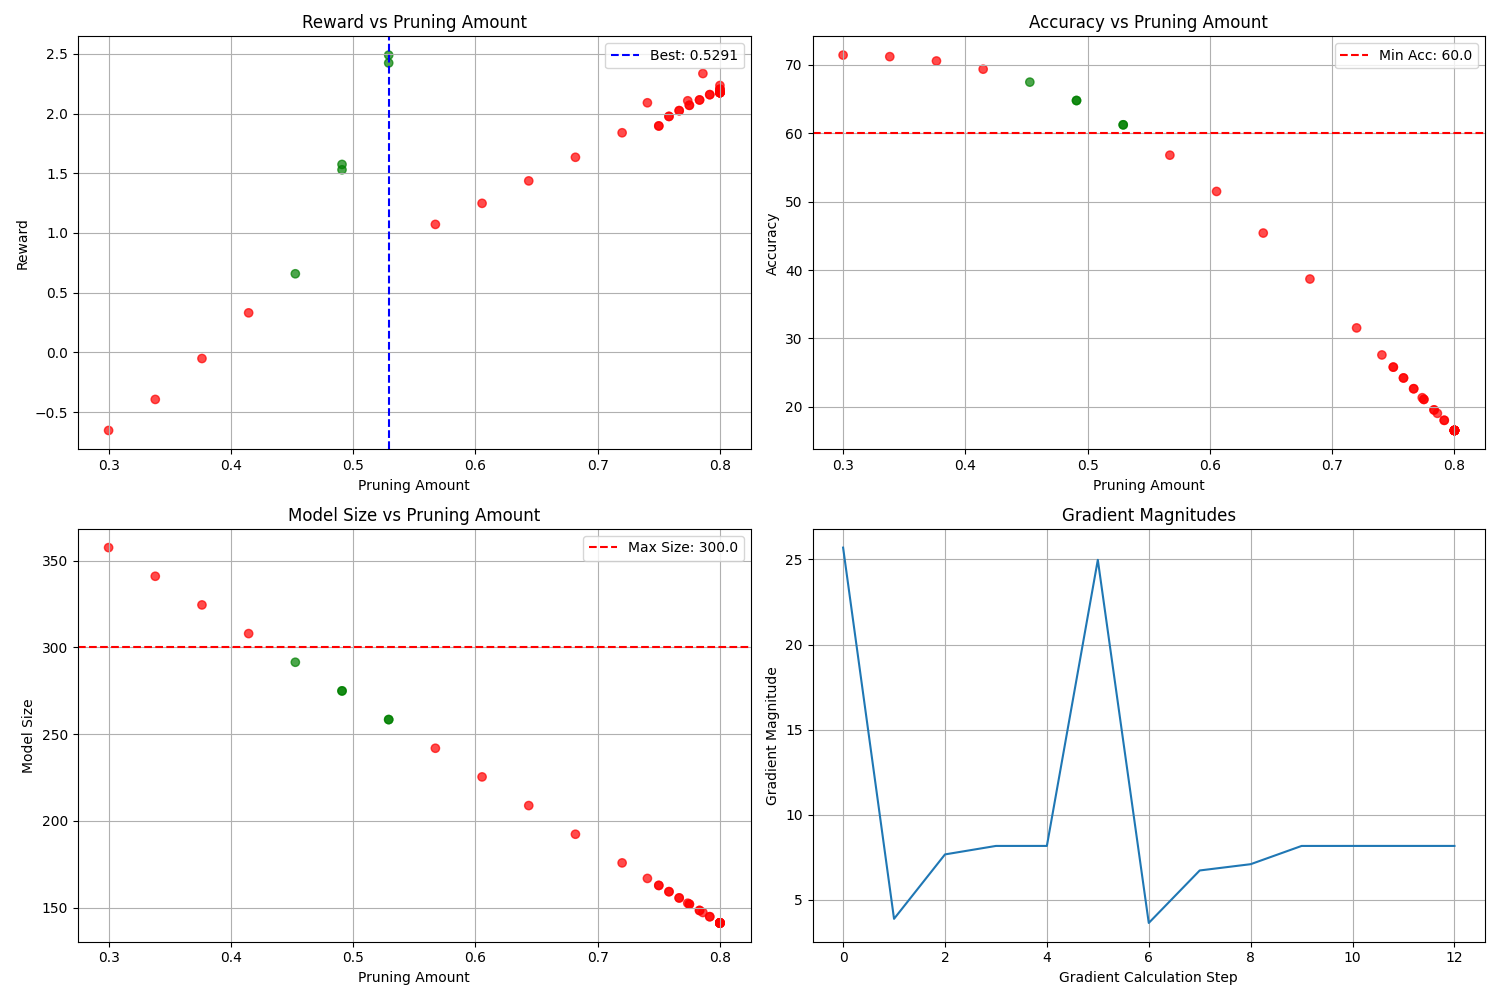 Reward vs Pruning Amount
Best: 0.5291
Reward
2.5
2.0
1.5
1.0
0.5
0.0
−0.5
0.3 0.4 0.5 0.6 0.7 0.8
Pruning Amount
Accuracy vs Pruning Amount
Min Acc: 60.0
Accuracy
70
60
50
40
30
20
0.3 0.4 0.5 0.6 0.7 0.8
Pruning Amount
Model Size vs Pruning Amount
Max Size: 300.0
Model Size
350
300
250
200
150
0.3 0.4 0.5 0.6 0.7 0.8
Pruning Amount
Gradient Magnitudes
Gradient Magnitude
25
20
15
10
5
0 2 4 6 8 10 12
Gradient Calculation Step